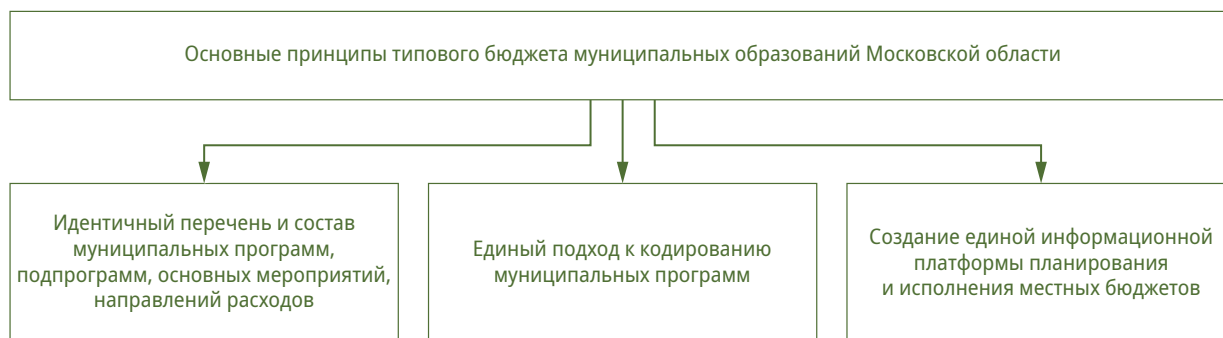 Основные принципы типового бюджета муниципальных образований Московской области
Идентичный перечень и состав
муниципальных программ,
подпрограмм, основных мероприятий,
направлений расходов
Единый подход к кодированию
муниципальных программ
Создание единой информационной
платформы планирования
и исполнения местных бюджетов